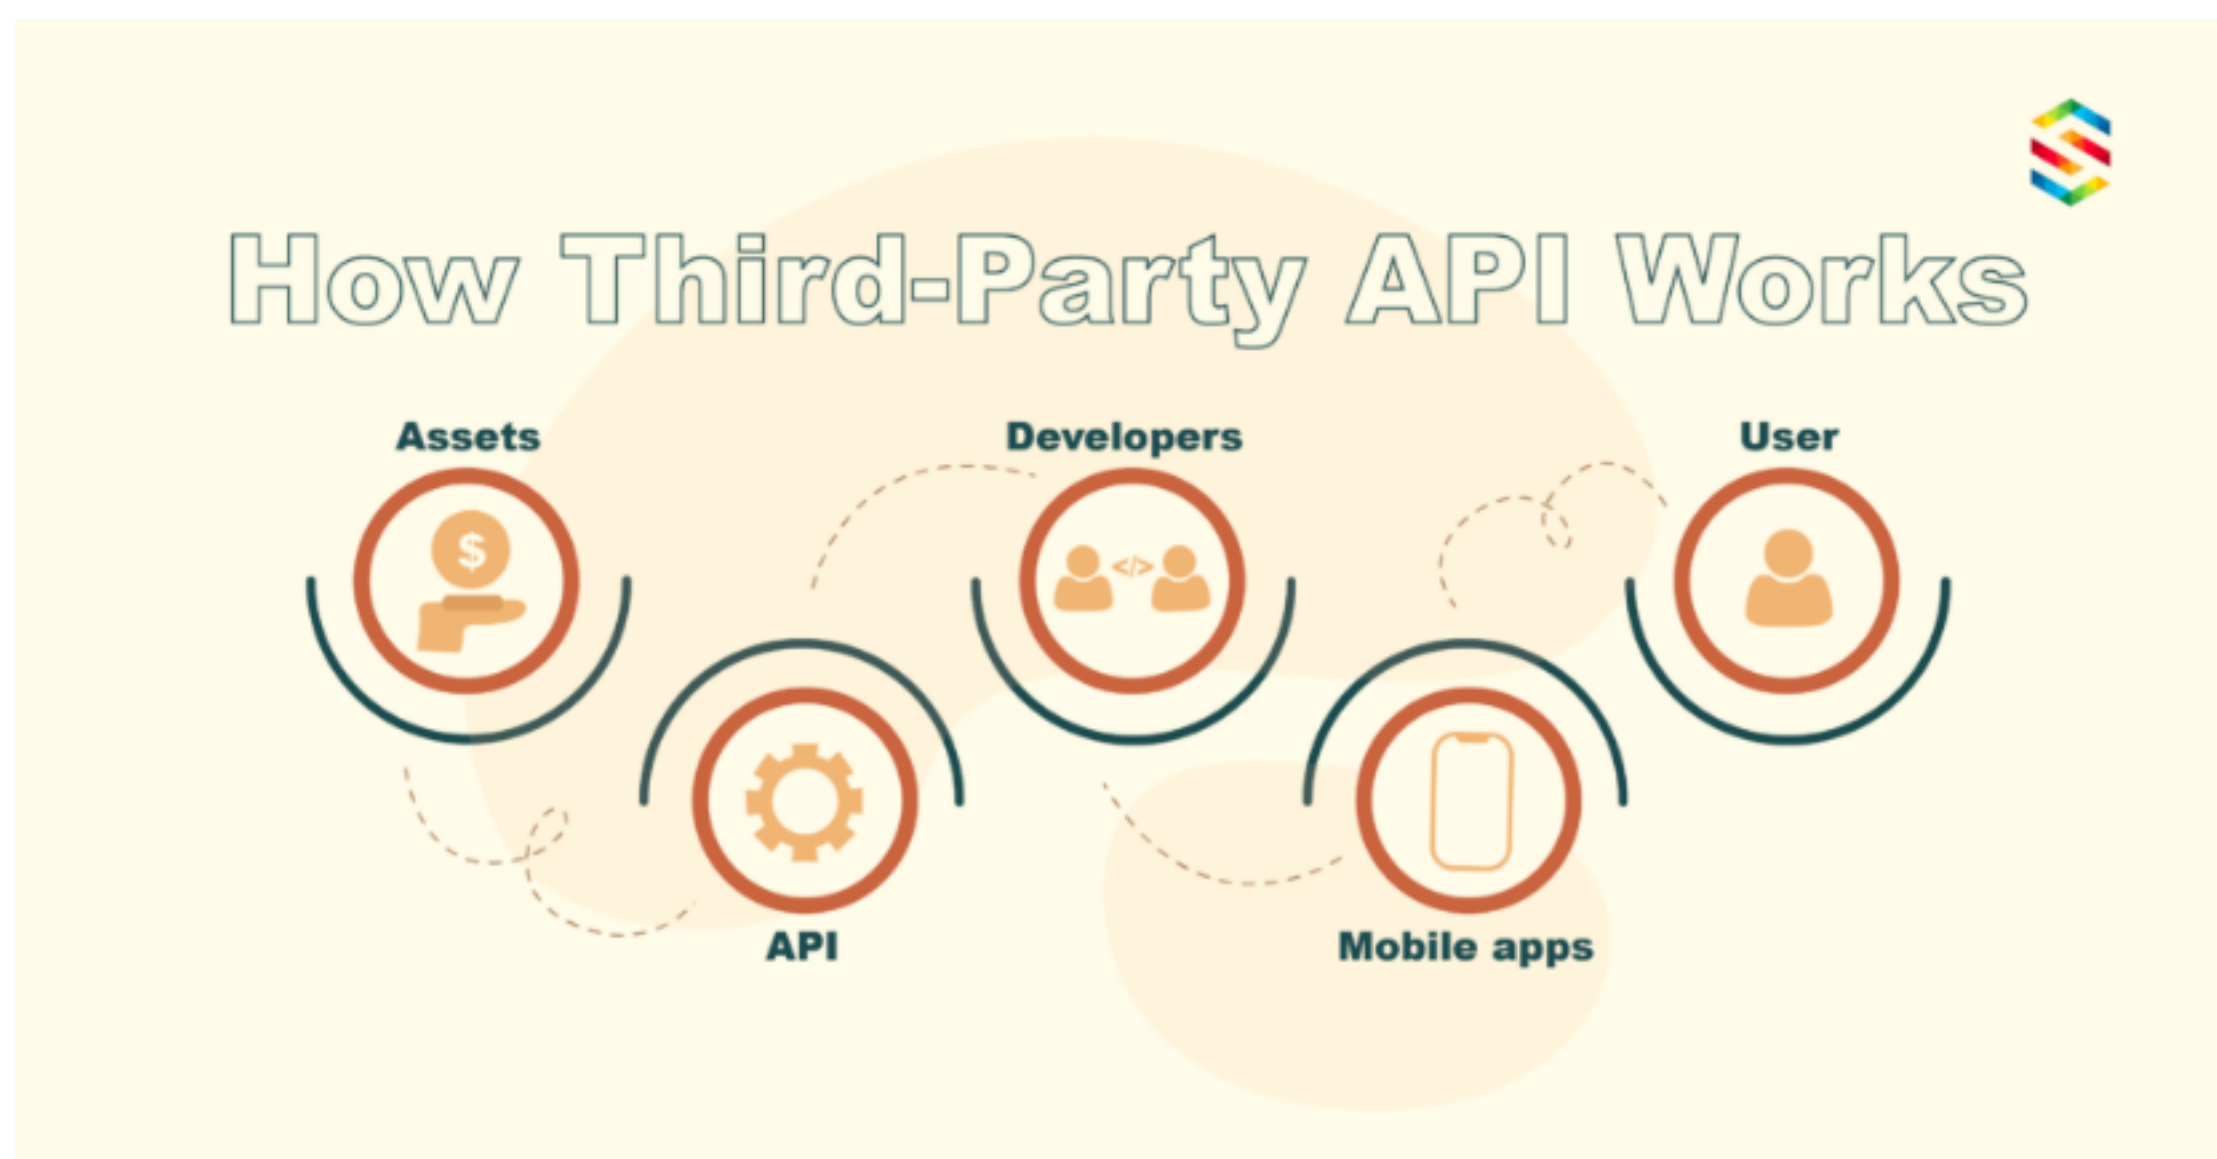 How Third-Party API Works
Assets
Developers
User
$
</>
API
Mobile apps